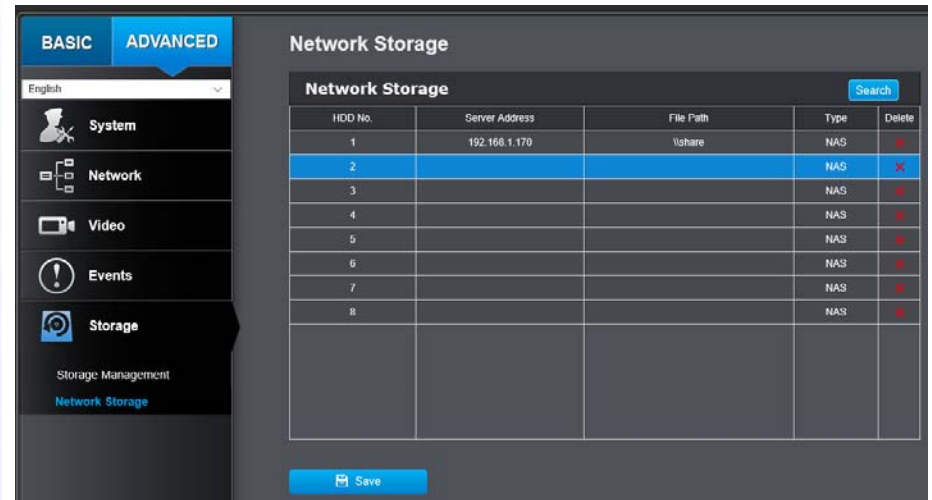 BASIC ADVANCED
English
System
Network
Video
Events
Storage
Storage Management
Network Storage
Network Storage
Network Storage Search
HDD No. Server Address File Path Type Delete
1 192.168.1.170 \\share NAS
2 NAS
3 NAS
4 NAS
5 NAS
6 NAS
7 NAS
8 NAS
Save